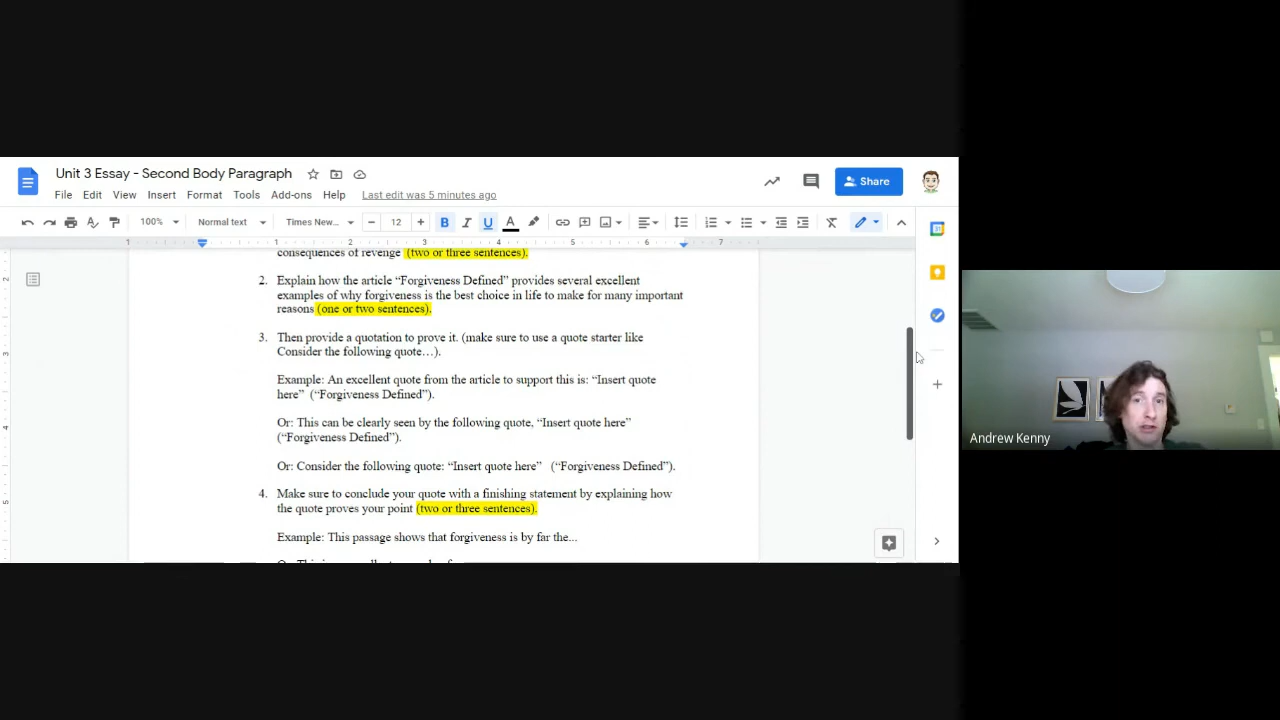 Unit 3 Essay - Second Body Paragraph
Share
File Edit View Insert Format Tools Add-ons Help Last edit was 5 minutes ago
100% Normal text Times New... 12 B I U A
1 1 2 3 4 5 6 7
consequences of revenge (two or three sentences).
2. Explain how the article “Forgiveness Defined” provides several excellent
examples of why forgiveness is the best choice in life to make for many important
reasons (one or two sentences).
3. Then provide a quotation to prove it. (make sure to use a quote starter like
Consider the following quote…).
Example: An excellent quote from the article to support this is: “Insert quote
here” (“Forgiveness Defined”).
Or: This can be clearly seen by the following quote, “Insert quote here”
(“Forgiveness Defined”).
Or: Consider the following quote: “Insert quote here” (“Forgiveness Defined”).
4. Make sure to conclude your quote with a finishing statement by explaining how
the quote proves your point (two or three sentences).
Example: This passage shows that forgiveness is by far the...
Andrew Kenny